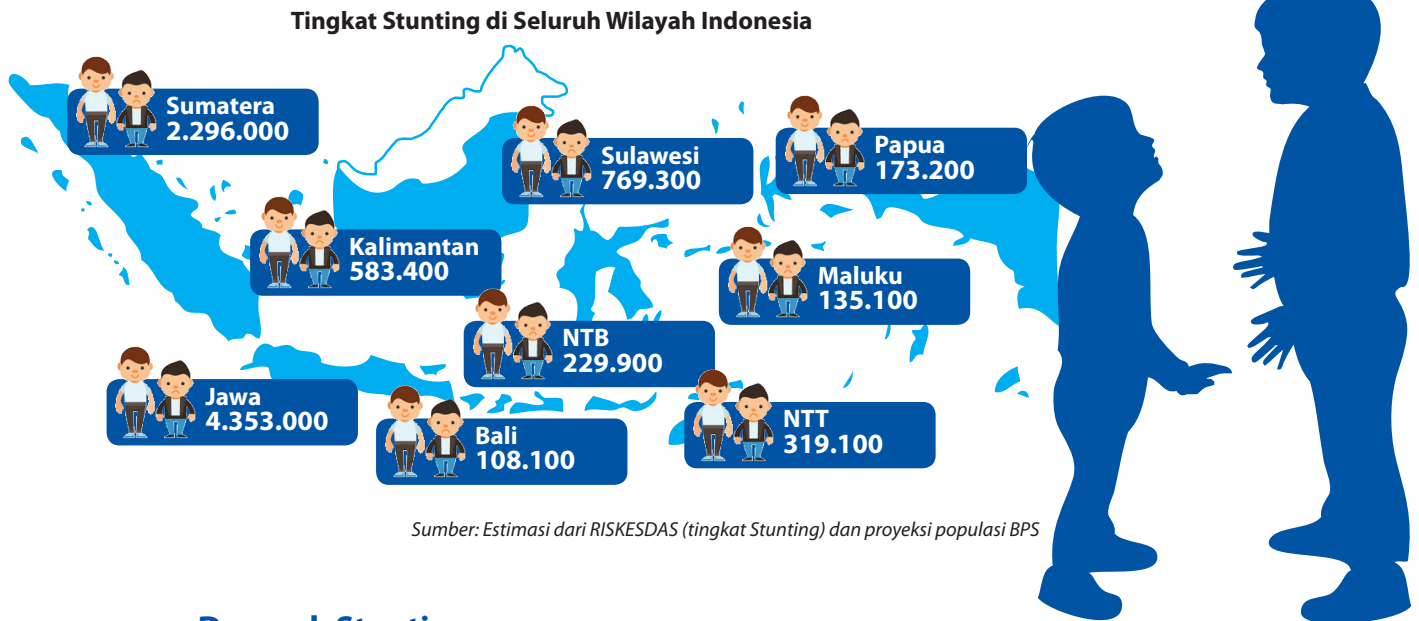 Tingkat Stunting di Seluruh Wilayah Indonesia
Sumatera
2.296.000
Sulawesi
769.300
Papua
173.200
Kalimantan
583.400
Maluku
135.100
NTB
229.900
Jawa
4.353.000
Bali
108.100
NTT
319.100
Sumber: Estimasi dari RISKESDAS (tingkat Stunting) dan proyeksi populasi BPS